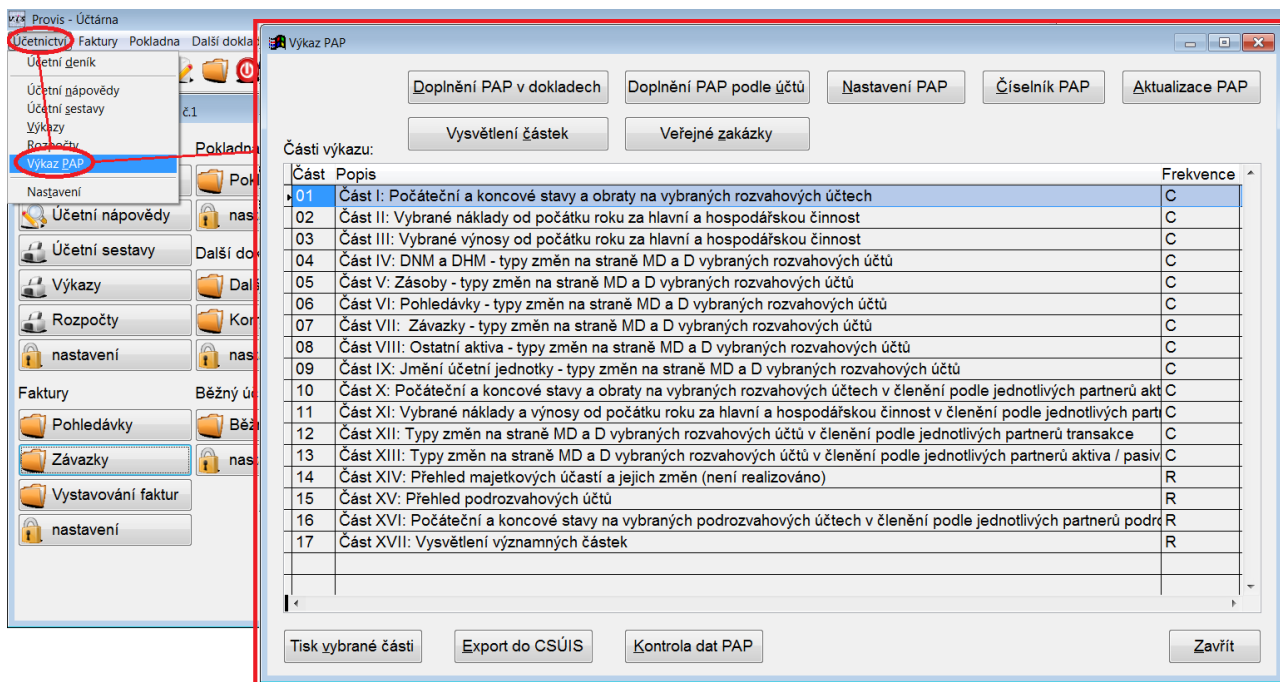 Provis - Účtárna
Účetnictví Faktury Pokladna Další doklad
Účetní deník
Účetní nápovědy
Účetní sestavy
Výkazy
Rozpočty
Výkaz PAP
Nastavení
č.1
Účetní nápovědy
Účetní sestavy
Výkazy
Rozpočty
nastavení
Faktury
Pohledávky
Závazky
Vystavování faktur
nastavení
Pokladna
Pok
nas
Další do
Dal
Kon
nas
Běžný úč
Běž
nas
Výkaz PAP
Doplnění PAP v dokladech Doplnění PAP podle účtů Nastavení PAP Číselník PAP Aktualizace PAP
Vysvětlení částek Veřejné zakázky
Části výkazu:
Část Popis Frekvence
01 Část I: Počáteční a koncové stavy a obraty na vybraných rozvahových účtech C
02 Část II: Vybrané náklady od počátku roku za hlavní a hospodářskou činnost C
03 Část III: Vybrané výnosy od počátku roku za hlavní a hospodářskou činnost C
04 Část IV: DNM a DHM - typy změn na straně MD a D vybraných rozvahových účtů C
05 Část V: Zásoby - typy změn na straně MD a D vybraných rozvahových účtů C
06 Část VI: Pohledávky - typy změn na straně MD a D vybraných rozvahových účtů C
07 Část VII: Závazky - typy změn na straně MD a D vybraných rozvahových účtů C
08 Část VIII: Ostatní aktiva - typy změn na straně MD a D vybraných rozvahových účtů C
09 Část IX: Jmění účetní jednotky - typy změn na straně MD a D vybraných rozvahových účtů C
10 Část X: Počáteční a koncové stavy a obraty na vybraných rozvahových účtech v členění podle jednotlivých partnerů akt C
11 Část XI: Vybrané náklady a výnosy od počátku roku za hlavní a hospodářskou činnost v členění podle jednotlivých part C
12 Část XII: Typy změn na straně MD a D vybraných rozvahových účtů v členění podle jednotlivých partnerů transakce C
13 Část XIII: Typy změn na straně MD a D vybraných rozvahových účtů v členění podle jednotlivých partnerů aktiva / pasiv C
14 Část XIV: Přehled majetkových účastí a jejich změn (není realizováno) R
15 Část XV: Přehled podrozvahových účtů R
16 Část XVI: Počáteční a koncové stavy na vybraných podrozvahových účtech v členění podle jednotlivých partnerů podro R
17 Část XVII: Vysvětlení významných částek R
Tisk vybrané části Export do CSÚIS Kontrola dat PAP Zavřít